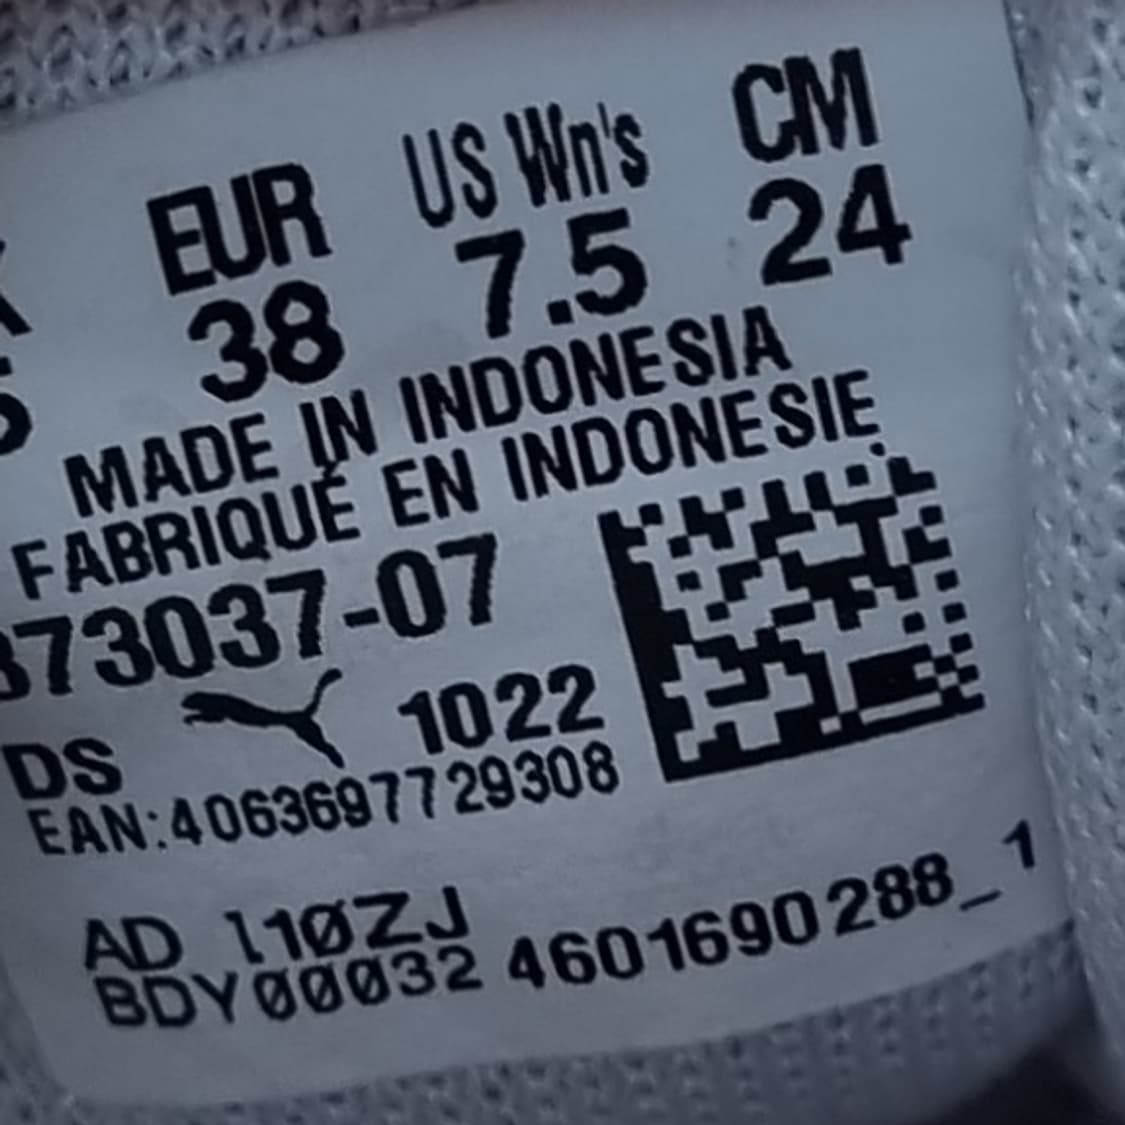 EUR US Wn's CM
38 7.5 24
MADE IN INDONESIA
FABRIQUÉ EN INDONESIE
373037-07
DS 1022
EAN:4063697729308
AD 110ZJ
BDY00032 4601690288_1